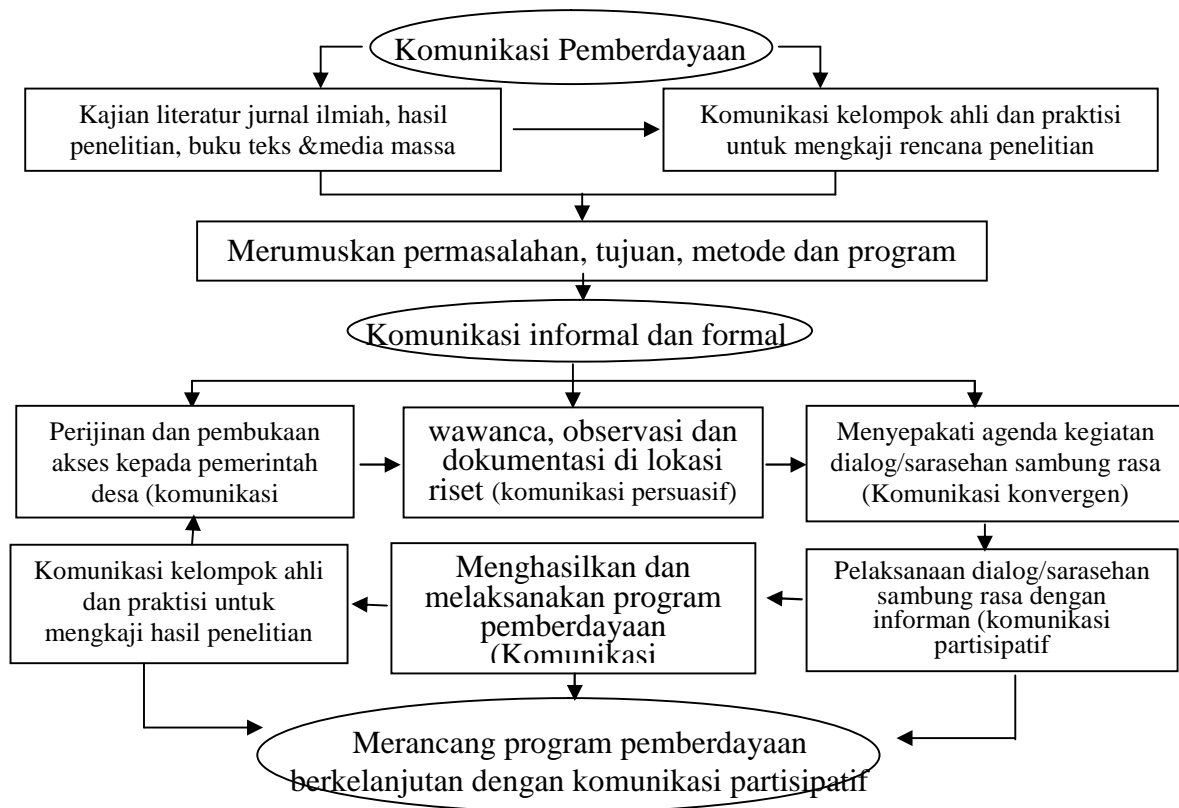 Komunikasi Pemberdayaan
Kajian literatur jurnal ilmiah, hasil
penelitian, buku teks &media massa
Komunikasi kelompok ahli dan praktisi
untuk mengkaji rencana penelitian
Merumuskan permasalahan, tujuan, metode dan program
Komunikasi informal dan formal
Perijinan dan pembukaan
akses kepada pemerintah
desa (komunikasi
wawanca, observasi dan
dokumentasi di lokasi
riset (komunikasi persuasif)
Menyepakati agenda kegiatan
dialog/sarasehan sambung rasa
(Komunikasi konvergen)
Komunikasi kelompok ahli
dan praktisi untuk
mengkaji hasil penelitian
Menghasilkan dan
melaksanakan program
pemberdayaan
(Komunikasi
Pelaksanaan dialog/sarasehan
sambung rasa dengan
informan (komunikasi
partisipatif
Merancang program pemberdayaan
berkelanjutan dengan komunikasi partisipatif